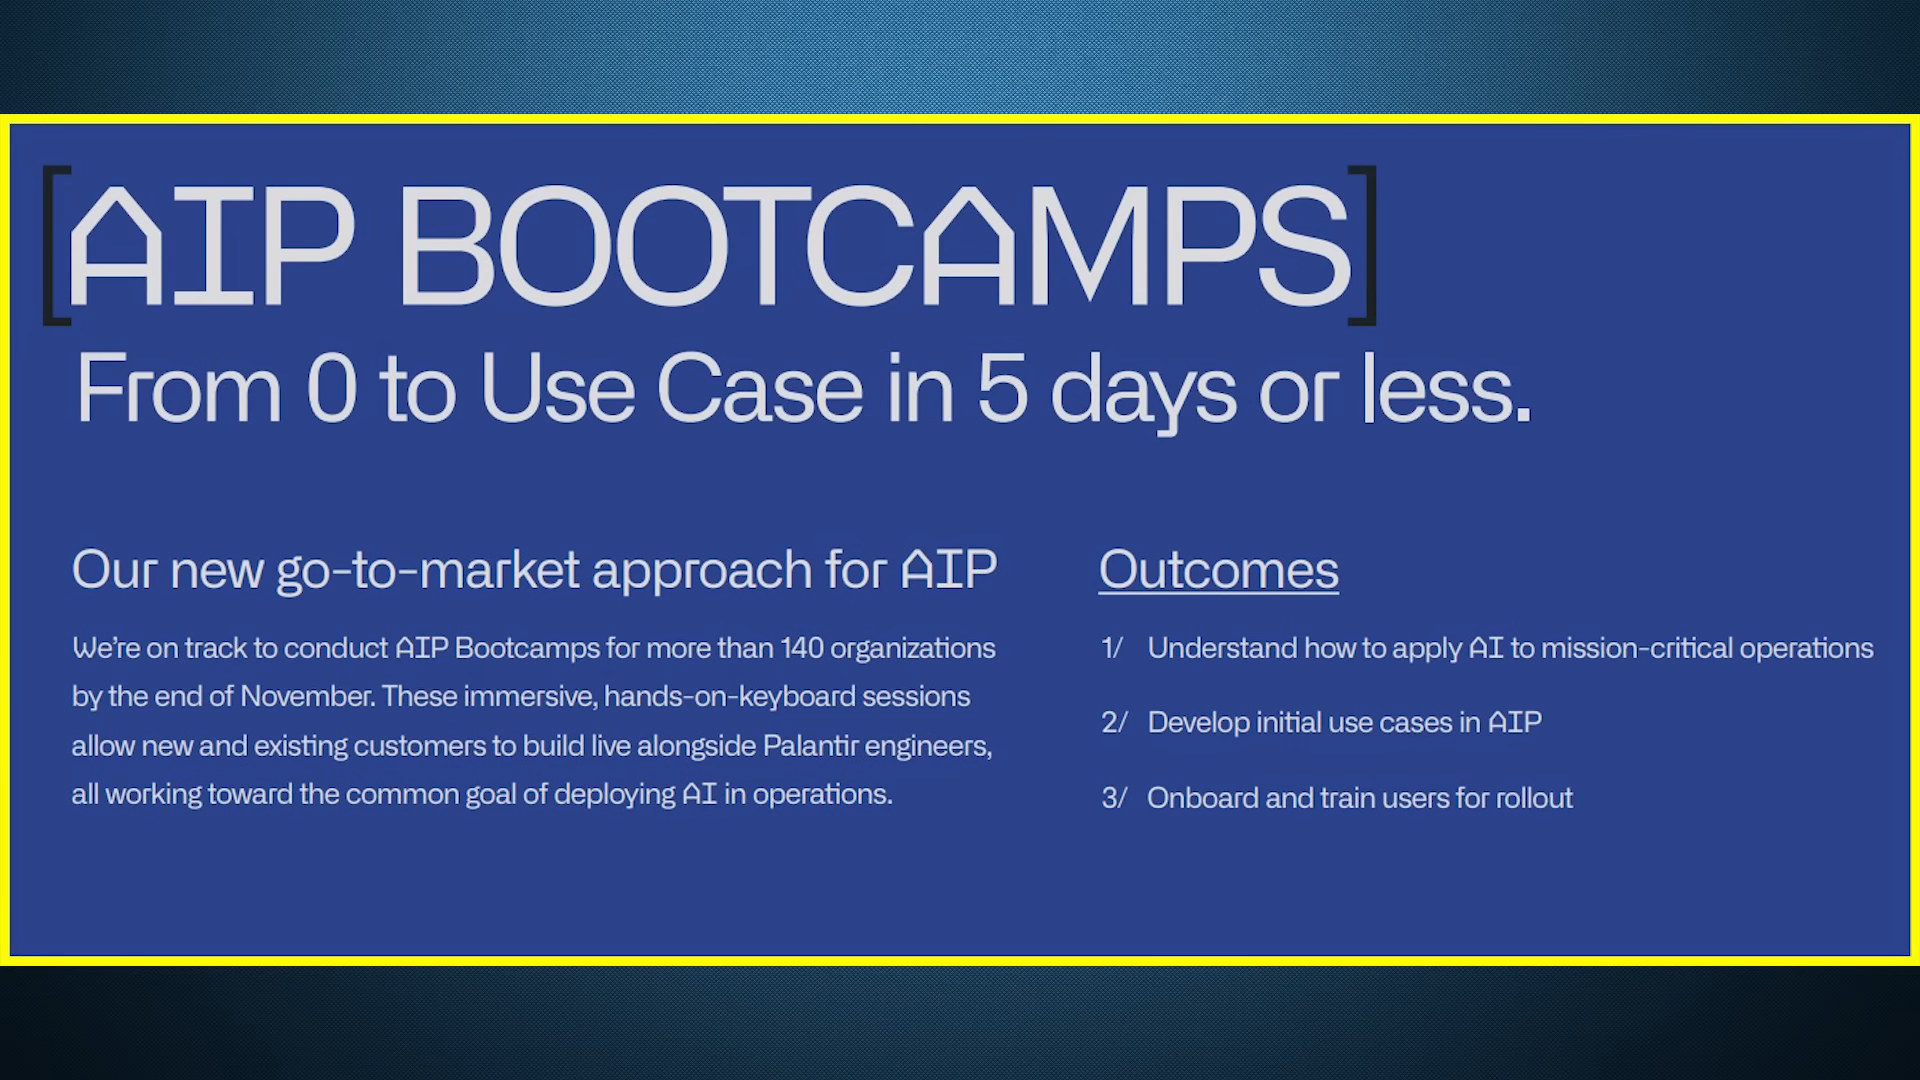 [AIP BOOTCAMPS]
From 0 to Use Case in 5 days or less.
Our new go-to-market approach for AIP
We're on track to conduct AIP Bootcamps for more than 140 organizations
by the end of November. These immersive, hands-on-keyboard sessions
allow new and existing customers to build live alongside Palantir engineers,
all working toward the common goal of deploying AI in operations.
Outcomes
1/ Understand how to apply AI to mission-critical operations
2/ Develop initial use cases in AIP
3/ Onboard and train users for rollout